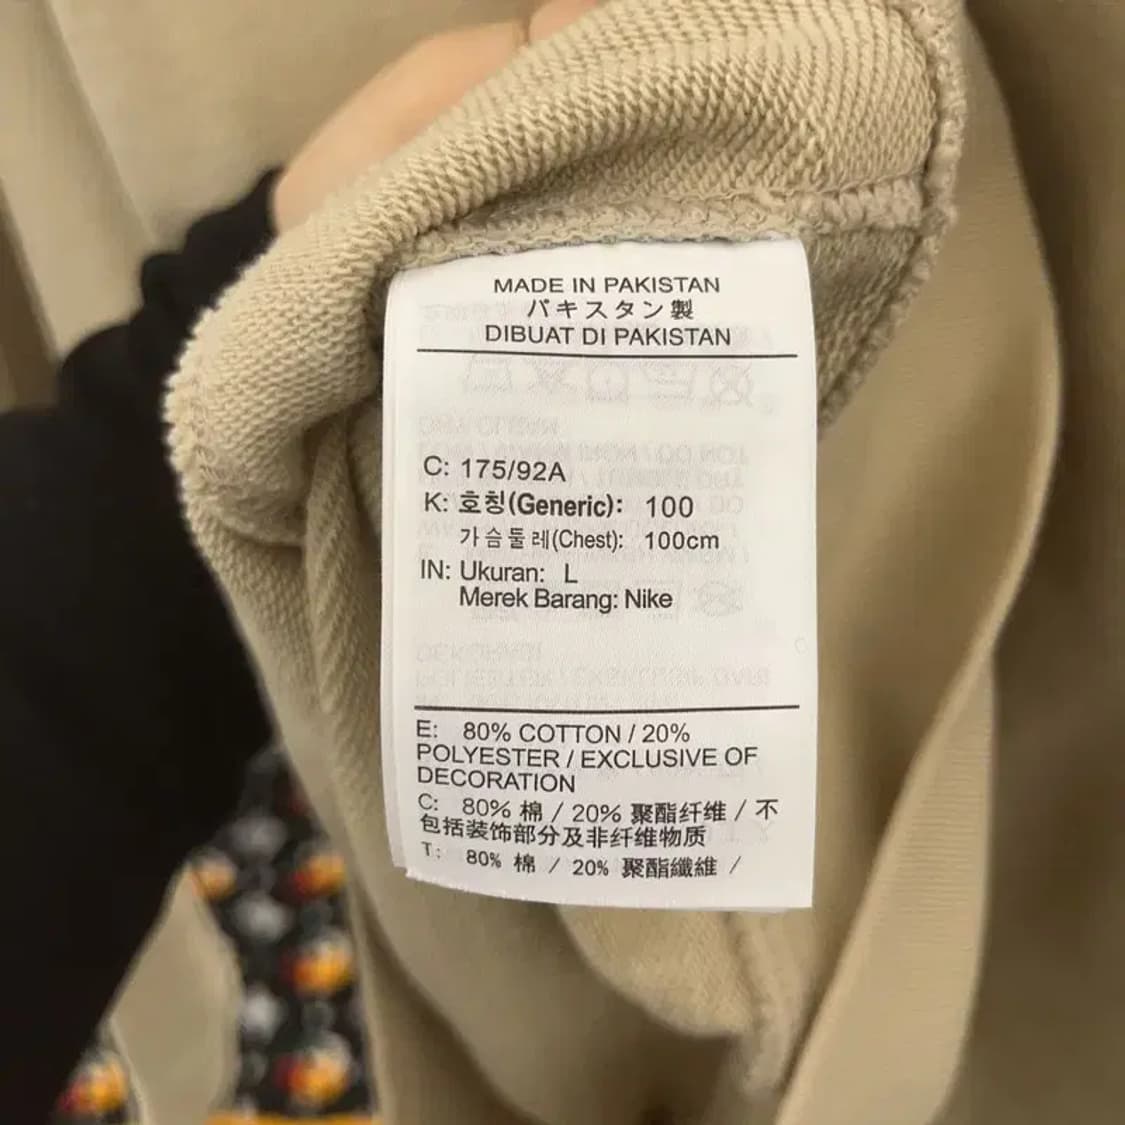 MADE IN PAKISTAN
パキスタン製
DIBUAT DI PAKISTAN
C: 175/92A
K: 호칭(Generic): 100
가슴둘레(Chest): 100cm
IN: Ukuran: L
Merek Barang: Nike
E: 80% COTTON / 20%
POLYESTER / EXCLUSIVE OF
DECORATION
C: 80% 棉 / 20% 聚酯纤维 / 不
包括装饰部分及非纤维物质
T: 80% 棉 / 20% 聚酯纖維 /